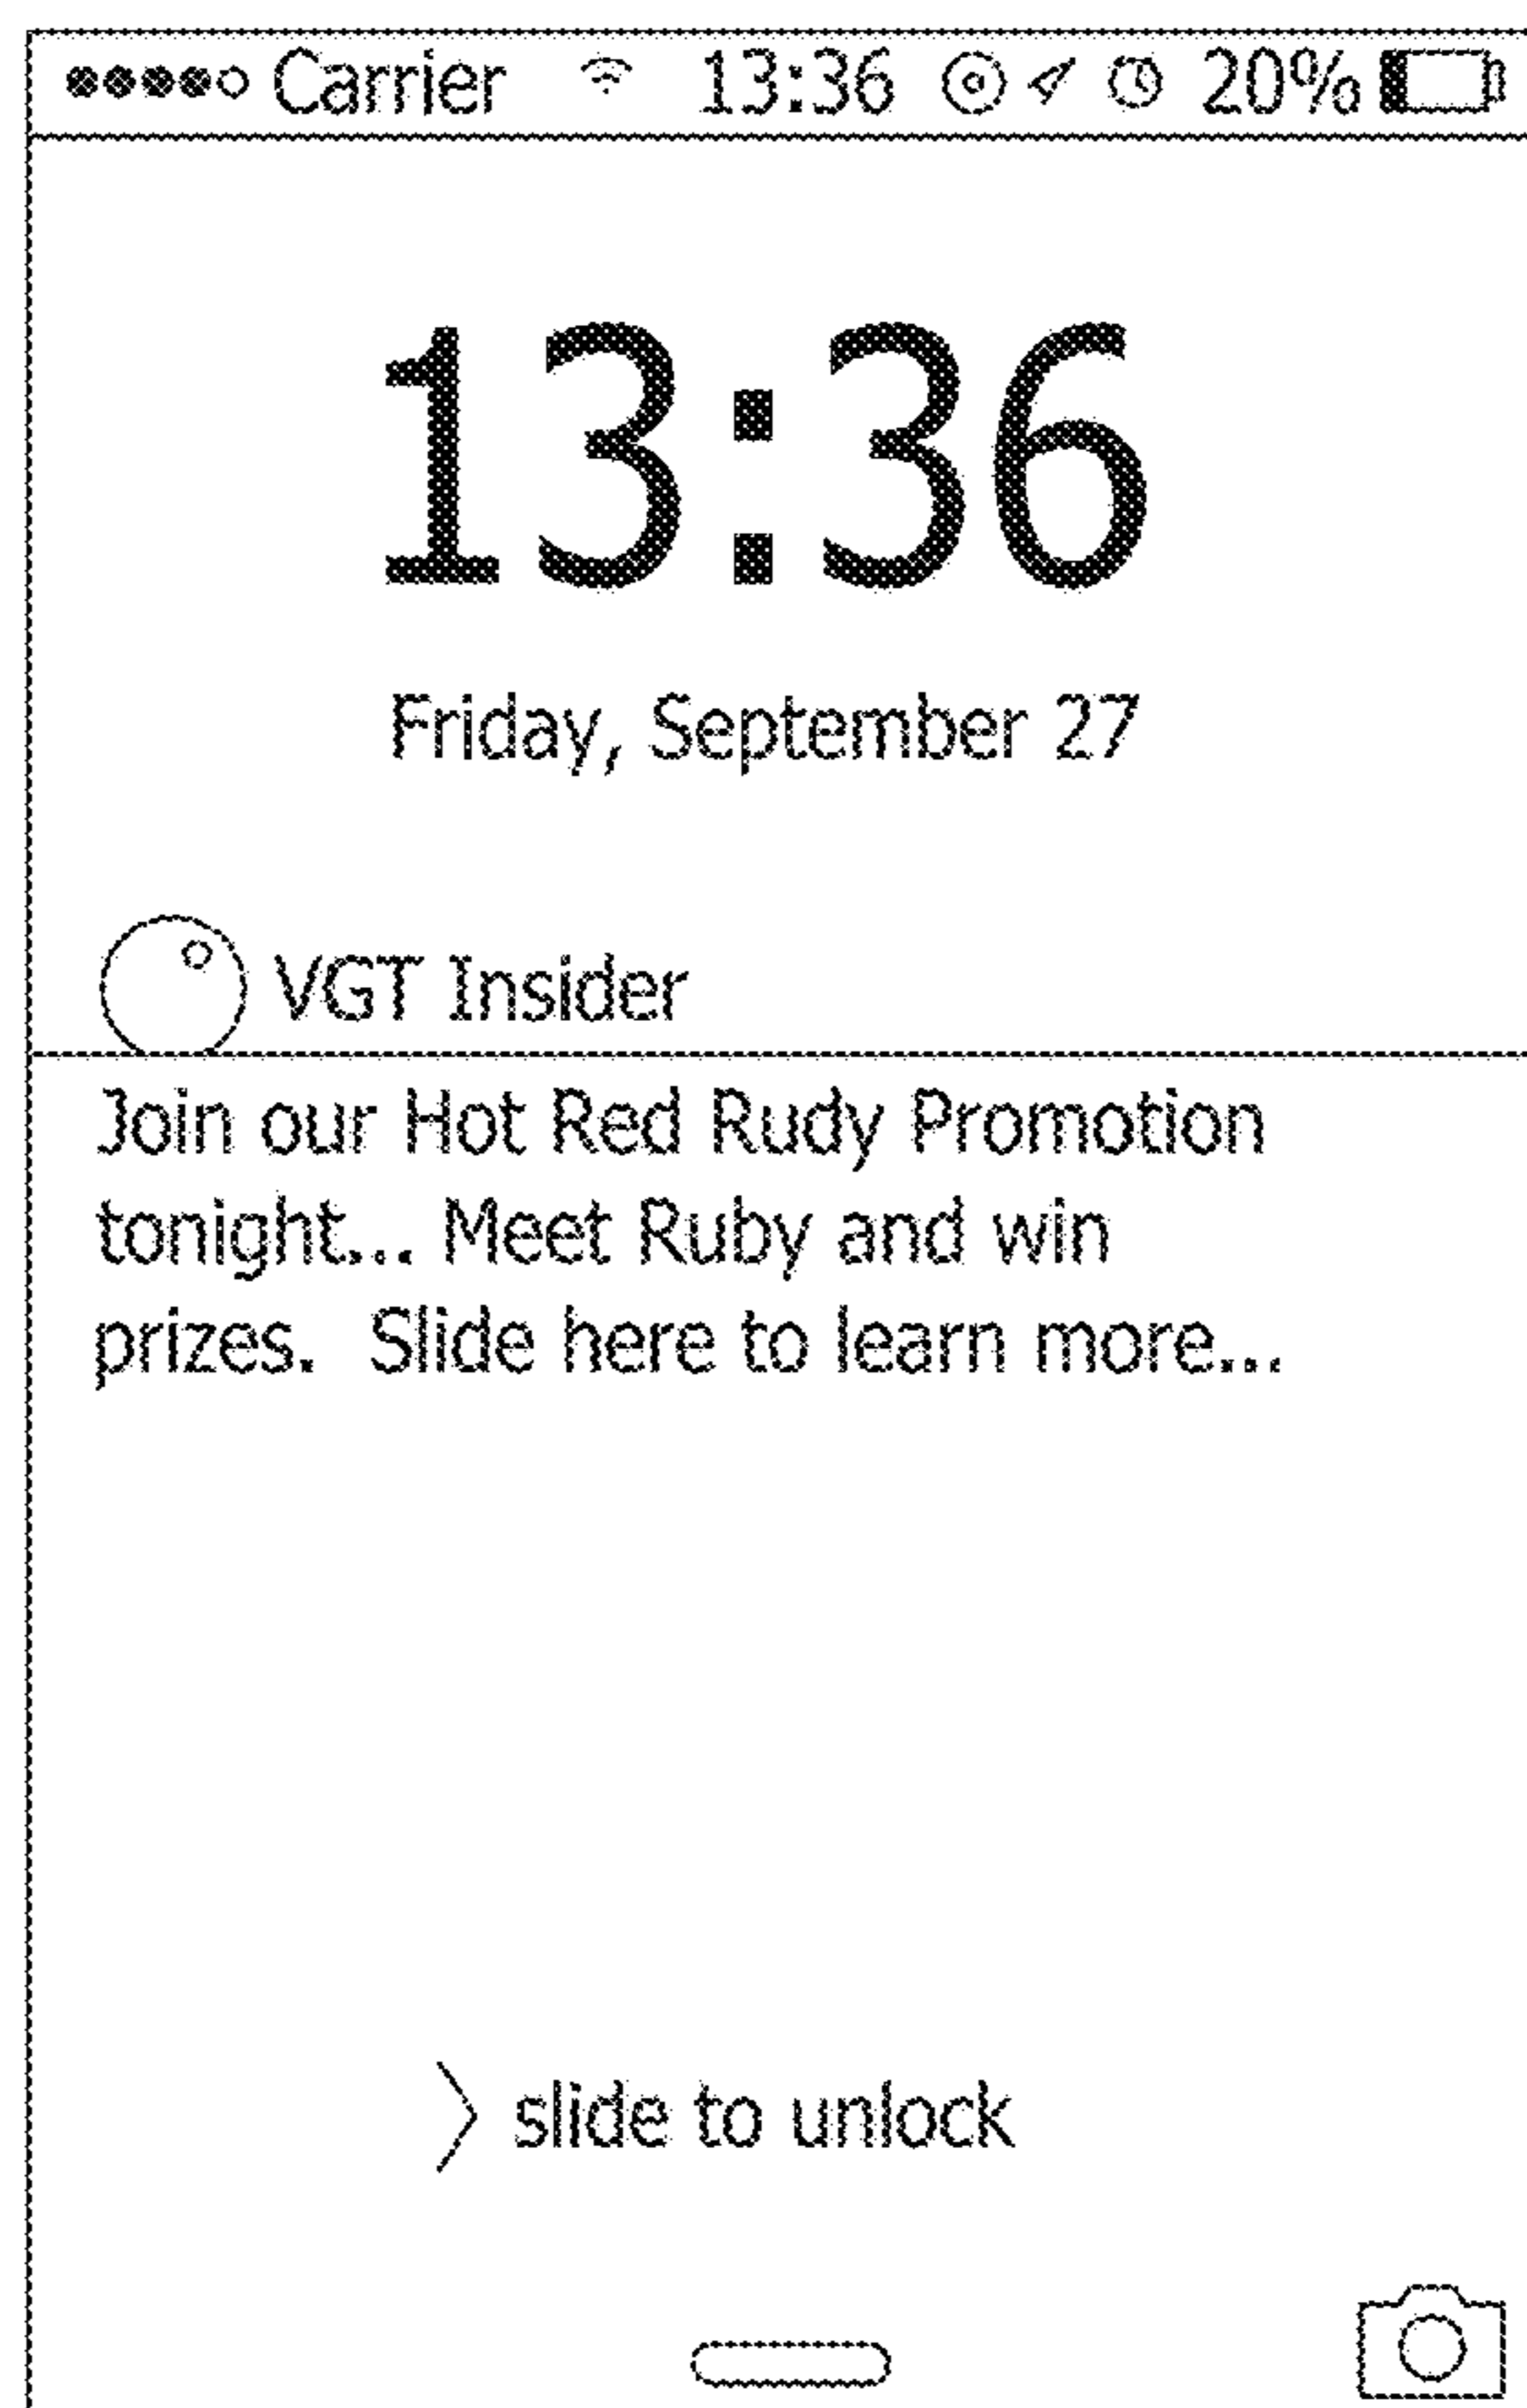 Carrier 13:36 20%
13:36
Friday, September 27
VGT Insider
Join our Hot Red Rudy Promotion
tonight... Meet Ruby and win
prizes.  Slide here to learn more...
slide to unlock